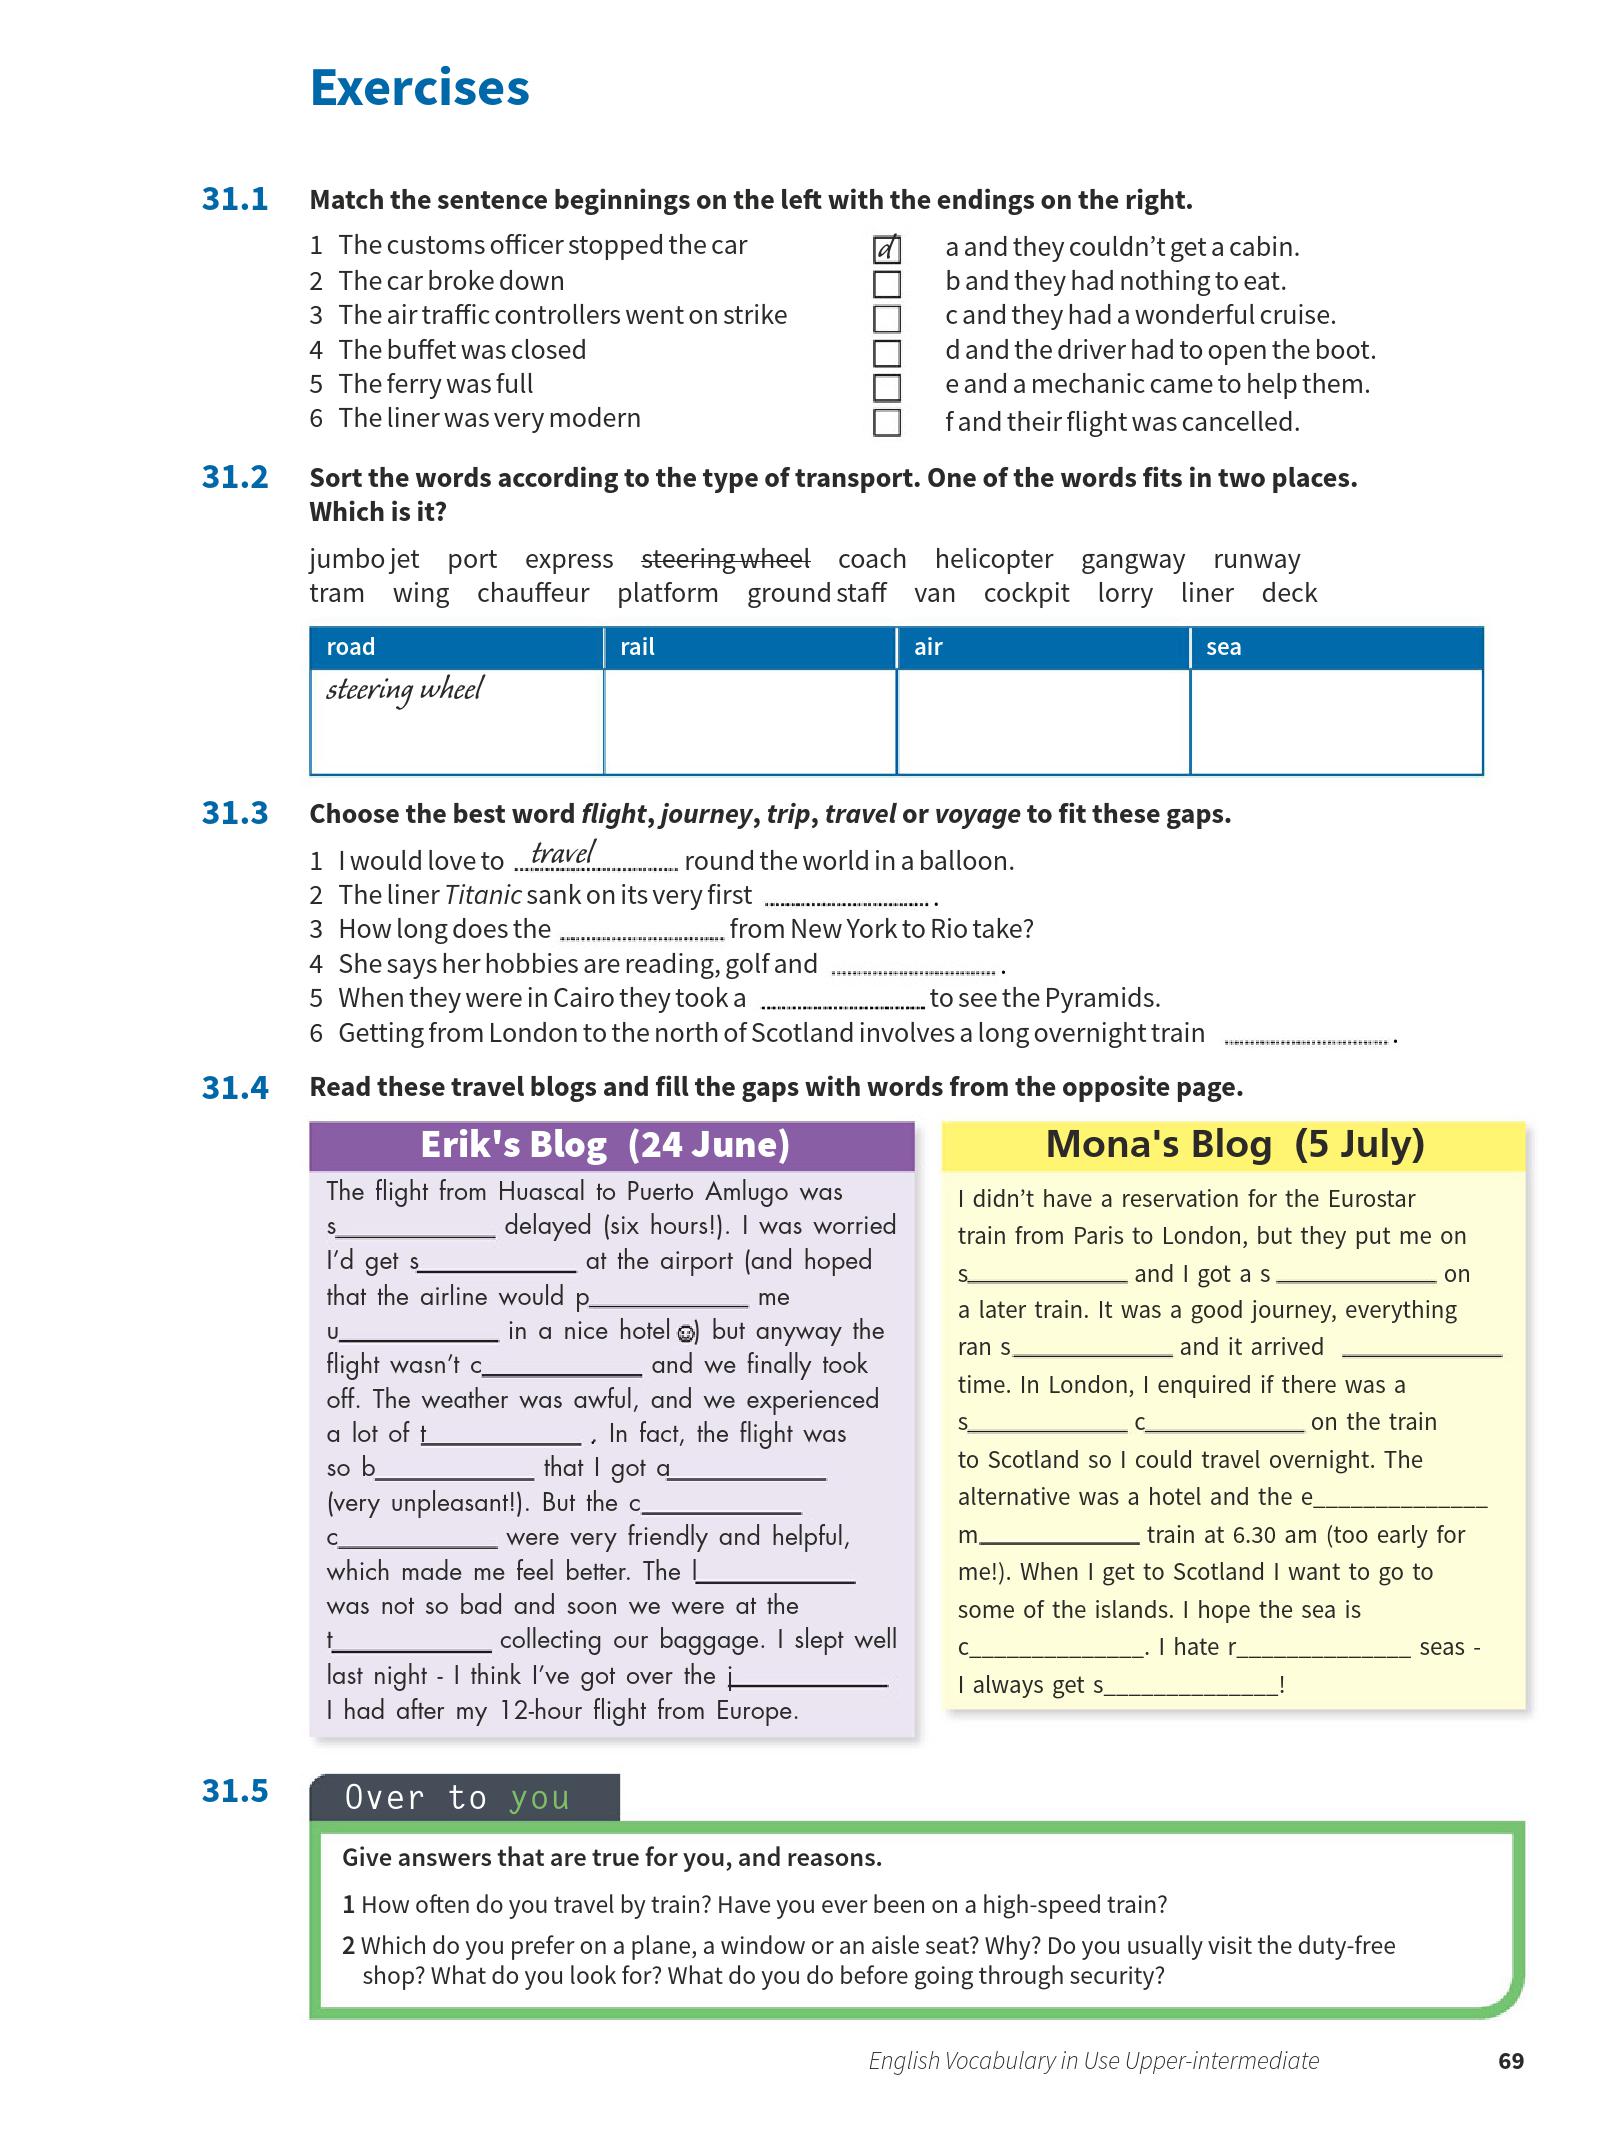 Exercises
31.1 Match the sentence beginnings on the left with the endings on the right.
1 The customs officer stopped the car d a and they couldn’t get a cabin.
2 The car broke down b and they had nothing to eat.
3 The air traffic controllers went on strike c and they had a wonderful cruise.
4 The buffet was closed d and the driver had to open the boot.
5 The ferry was full e and a mechanic came to help them.
6 The liner was very modern f and their flight was cancelled.
31.2 Sort the words according to the type of transport. One of the words fits in two places.
Which is it?
jumbo jet port express steering wheel coach helicopter gangway runway
tram wing chauffeur platform ground staff van cockpit lorry liner deck
road rail air sea
steering wheel
31.3 Choose the best word flight, journey, trip, travel or voyage to fit these gaps.
1 I would love to travel round the world in a balloon.
2 The liner Titanic sank on its very first .................... .
3 How long does the .................... from New York to Rio take?
4 She says her hobbies are reading, golf and .................... .
5 When they were in Cairo they took a .................... to see the Pyramids.
6 Getting from London to the north of Scotland involves a long overnight train .................... .
31.4 Read these travel blogs and fill the gaps with words from the opposite page.
Erik's Blog (24 June)
The flight from Huascal to Puerto Amlugo was
s____________ delayed (six hours!). I was worried
I’d get s____________ at the airport (and hoped
that the airline would p____________ me
u____________ in a nice hotel ☺) but anyway the
flight wasn’t c____________ and we finally took
off. The weather was awful, and we experienced
a lot of t____________ . In fact, the flight was
so b____________ that I got a____________
(very unpleasant!). But the c____________
c____________ were very friendly and helpful,
which made me feel better. The l____________
was not so bad and soon we were at the
t____________ collecting our baggage. I slept well
last night - I think I’ve got over the j____________
I had after my 12-hour flight from Europe.
Mona's Blog (5 July)
I didn’t have a reservation for the Eurostar
train from Paris to London, but they put me on
s____________ and I got a s____________ on
a later train. It was a good journey, everything
ran s____________ and it arrived ____________
time. In London, I enquired if there was a
s____________ c____________ on the train
to Scotland so I could travel overnight. The
alternative was a hotel and the e______________
m____________ train at 6.30 am (too early for
me!). When I get to Scotland I want to go to
some of the islands. I hope the sea is
c______________. I hate r______________ seas -
I always get s______________!
31.5 Over to you
Give answers that are true for you, and reasons.
1 How often do you travel by train? Have you ever been on a high-speed train?
2 Which do you prefer on a plane, a window or an aisle seat? Why? Do you usually visit the duty-free
shop? What do you look for? What do you do before going through security?
English Vocabulary in Use Upper-intermediate 69